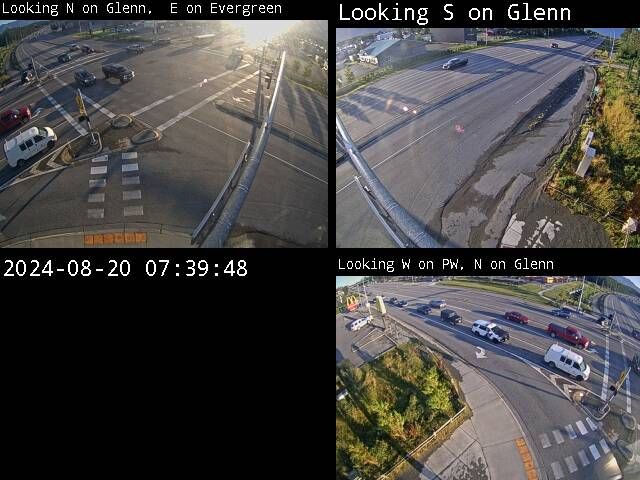 Looking N on Glenn,  E on Evergreen
Looking S on Glenn
2024-08-20 07:39:48
Looking W on PW, N on Glenn